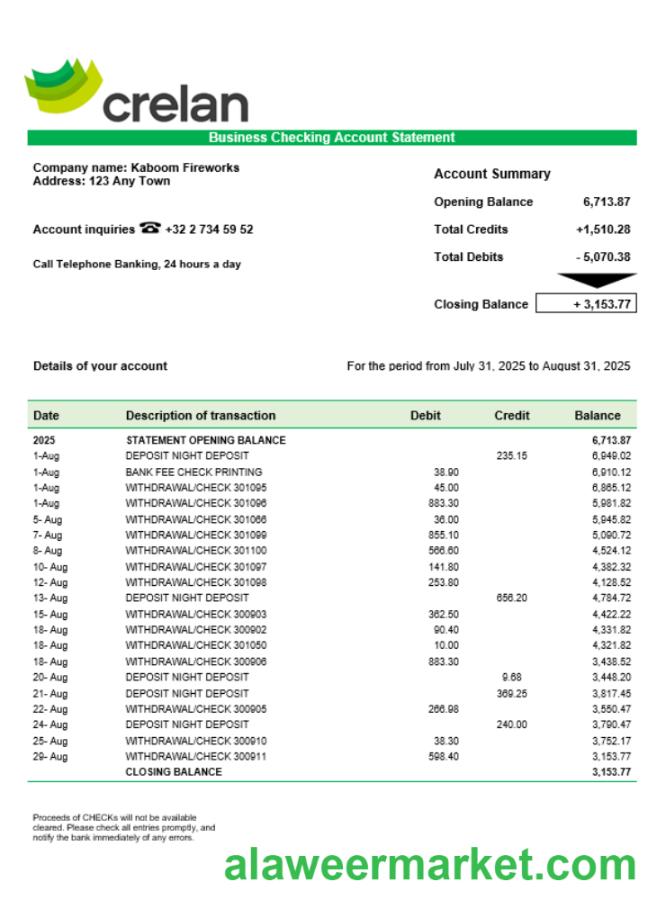 crelan
Business Checking Account Statement
Company name: Kaboom Fireworks
Address: 123 Any Town
Account inquiries ☎ +32 2 734 59 52
Call Telephone Banking, 24 hours a day
Account Summary
Opening Balance 6,713.87
Total Credits +1,510.28
Total Debits - 5,070.38
Closing Balance + 3,153.77
Details of your account For the period from July 31, 2025 to August 31, 2025
Date Description of transaction Debit Credit Balance
2025 STATEMENT OPENING BALANCE 6,713.87
1-Aug DEPOSIT NIGHT DEPOSIT 235.15 6,949.02
1-Aug BANK FEE CHECK PRINTING 38.90 6,910.12
1-Aug WITHDRAWAL/CHECK 301095 45.00 6,865.12
1-Aug WITHDRAWAL/CHECK 301096 883.30 5,981.82
5- Aug WITHDRAWAL/CHECK 301066 36.00 5,945.82
7- Aug WITHDRAWAL/CHECK 301099 855.10 5,090.72
8- Aug WITHDRAWAL/CHECK 301100 566.60 4,524.12
10- Aug WITHDRAWAL/CHECK 301097 141.80 4,382.32
12- Aug WITHDRAWAL/CHECK 301098 253.80 4,128.52
13- Aug DEPOSIT NIGHT DEPOSIT 656.20 4,784.72
15- Aug WITHDRAWAL/CHECK 300903 362.50 4,422.22
18- Aug WITHDRAWAL/CHECK 300902 90.40 4,331.82
18- Aug WITHDRAWAL/CHECK 301050 10.00 4,321.82
18- Aug WITHDRAWAL/CHECK 300906 883.30 3,438.52
20- Aug DEPOSIT NIGHT DEPOSIT 9.68 3,448.20
21- Aug DEPOSIT NIGHT DEPOSIT 369.25 3,817.45
22- Aug WITHDRAWAL/CHECK 300905 266.98 3,550.47
24- Aug DEPOSIT NIGHT DEPOSIT 240.00 3,790.47
25- Aug WITHDRAWAL/CHECK 300910 38.30 3,752.17
29- Aug WITHDRAWAL/CHECK 300911 598.40 3,153.77
CLOSING BALANCE 3,153.77
Proceeds of CHECKs will not be available
cleared. Please check all entries promptly, and
notify the bank immediately of any errors.
alaweermarket.com